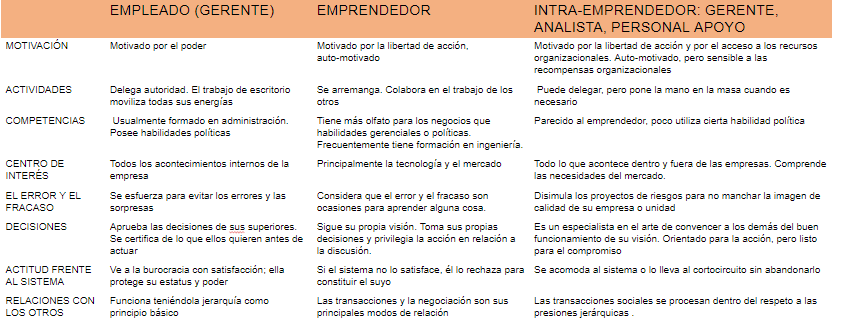 EMPLEADO (GERENTE)
EMPRENDEDOR
INTRA-EMPRENDEDOR: GERENTE,
ANALISTA, PERSONAL APOYO
MOTIVACIÓN
Motivado por el poder
Motivado por la libertad de acción,
auto-motivado
Motivado por la libertad de acción y por el acceso a los recursos
organizacionales. Auto-motivado, pero sensible a las
recompensas organizacionales
ACTIVIDADES
Delega autoridad. El trabajo de escritorio
moviliza todas sus energías
Se arremanga. Colabora en el trabajo de los
otros
Puede delegar, pero pone la mano en la masa cuando es
necesario
COMPETENCIAS
Usualmente formado en administración.
Posee habilidades políticas
Tiene más olfato para los negocios que
habilidades gerenciales o políticas.
Frecuentemente tiene formación en ingeniería.
Parecido al emprendedor, poco utiliza cierta habilidad política
CENTRO DE
INTERÉS
Todos los acontecimientos internos de la
empresa
Principalmente la tecnología y el mercado
Todo lo que acontece dentro y fuera de las empresas. Comprende
las necesidades del mercado.
EL ERROR Y EL
FRACASO
Se esfuerza para evitar los errores y las
sorpresas
Considera que el error y el fracaso son
ocasiones para aprender alguna cosa.
Disimula los proyectos de riesgos para no manchar la imagen de
calidad de su empresa o unidad
DECISIONES
Aprueba las decisiones de sus superiores.
Se certifica de lo que ellos quieren antes de
actuar
Sigue su propia visión. Toma sus propias
decisiones y privilegia la acción en relación a
la discusión.
Es un especialista en el arte de convencer a los demás del buen
funcionamiento de su visión. Orientado para la acción, pero listo
para el compromiso
ACTITUD FRENTE
AL SISTEMA
Ve a la burocracia con satisfacción; ella
protege su estatus y poder
Si el sistema no lo satisface, él lo rechaza para
constituir el suyo
Se acomoda al sistema o lo lleva al cortocircuito sin abandonarlo
RELACIONES CON
LOS OTROS
Funciona teniéndola jerarquía como
principio básico
Las transacciones y la negociación son sus
principales modos de relación
Las transacciones sociales se procesan dentro del respeto a las
presiones jerárquicas .